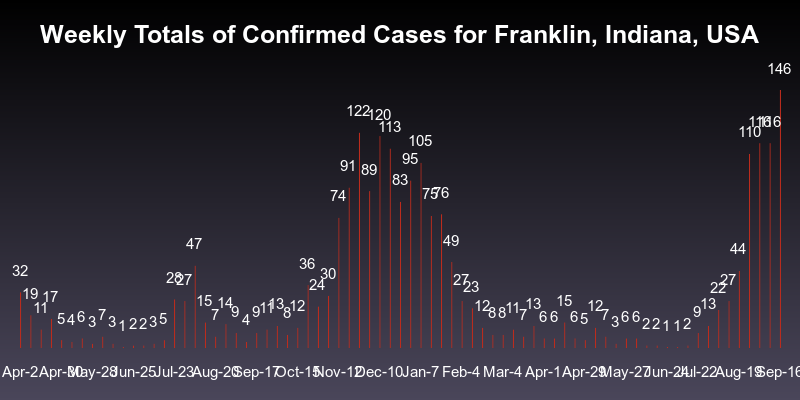 Weekly Totals of Confirmed Cases for Franklin, Indiana, USA
32 19 11 17 5 4 6 3 7 3 1 2 2 3 5 28 27 47 15 7 14 9 4 9 11 13 8 12 36 24 30 74 91 122 89 120 113 83 95 105 75 76 49 27 23 12 8 8 11 7 13 6 6 15 6 5 12 7 3 6 6 2 2 1 1 2 9 13 22 27 44 110 116 116 146
Apr-2 Apr-30 May-28 Jun-25 Jul-23 Aug-20 Sep-17 Oct-15 Nov-12 Dec-10 Jan-7 Feb-4 Mar-4 Apr-1 Apr-29 May-27 Jun-24 Jul-22 Aug-19 Sep-16